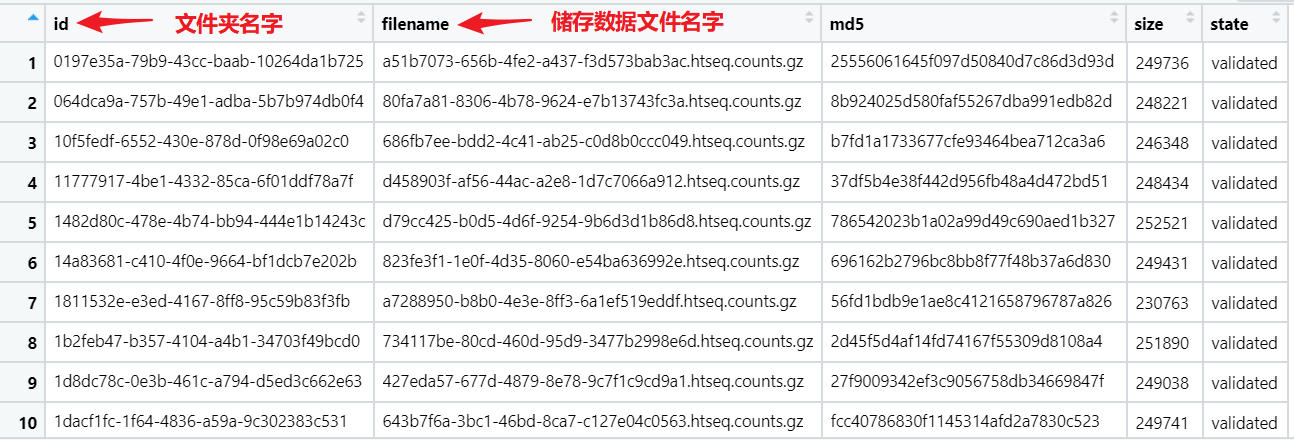 id 文件夹名字 filename 储存数据文件名字 md5 size state
1 0197e35a-79b9-43cc-baab-10264da1b725 a51b7073-656b-4fe2-a437-f3d573bab3ac.htseq.counts.gz 25556061645f097d50840d7c86d3d93d 249736 validated
2 064dca9a-757b-49e1-adba-5b7b974db0f4 80fa7a81-8306-4b78-9624-e7b13743fc3a.htseq.counts.gz 8b924025d580faf55267dba991edb82d 248221 validated
3 10f5fedf-6552-430e-878d-0f98e69a02c0 686fb7ee-bdd2-4c41-ab25-c0d8b0ccc049.htseq.counts.gz b7fd1a1733677cfe93464bea712ca3a6 246348 validated
4 11777917-4be1-4332-85ca-6f01ddf78a7f d458903f-af56-44ac-a2e8-1d7c7066a912.htseq.counts.gz 37df5b4e38f442d956fb48a4d472bd51 248434 validated
5 1482d80c-478e-4b74-bb94-444e1b14243c d79cc425-b0d5-4d6f-9254-9b6d3d1b86d8.htseq.counts.gz 786542023b1a02a99d49c690aed1b327 252521 validated
6 14a83681-c410-4f0e-9664-bf1dcb7e202b 823fe3f1-1e0f-4d35-8060-e54ba636992e.htseq.counts.gz 696162b2796bc8bb8f77f48b37a6d830 249431 validated
7 1811532e-e3ed-4167-8ff8-95c59b83f3fb a7288950-b8b0-4e3e-8ff3-6a1ef519eddf.htseq.counts.gz 56fd1bdb9e1ae8c4121658796787a826 230763 validated
8 1b2feb47-b357-4104-a4b1-34703f49bcd0 734117be-80cd-460d-95d9-3477b2998e6d.htseq.counts.gz 2d45f5d4af14fd74167f55309d8108a4 251890 validated
9 1d8dc78c-0e3b-461c-a794-d5ed3c662e63 427eda57-677d-4879-8e78-9c7f1c9cd9a1.htseq.counts.gz 27f9009342ef3c9056758db34669847f 249038 validated
10 1dacf1fc-1f64-4836-a59a-9c302383c531 643b7f6a-3bc1-46bd-8ca7-c127e04c0563.htseq.counts.gz fcc40786830f1145314afd2a7830c523 249741 validated